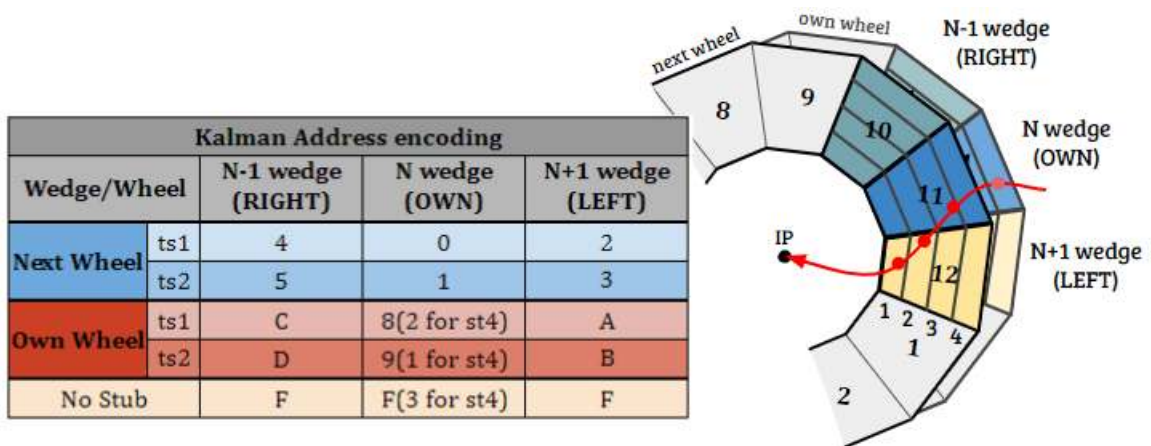 Kalman Address encoding
Wedge/Wheel N-1 wedge (RIGHT) N wedge (OWN) N+1 wedge (LEFT)
Next Wheel ts1 4 0 2
ts2 5 1 3
Own Wheel ts1 C 8(2 for st4) A
ts2 D 9(1 for st4) B
No Stub F F(3 for st4) F
own wheel
next wheel
N-1 wedge
(RIGHT)
N wedge
(OWN)
N+1 wedge
(LEFT)
8
9
10
11
12
IP
1 2 3 4
1
2